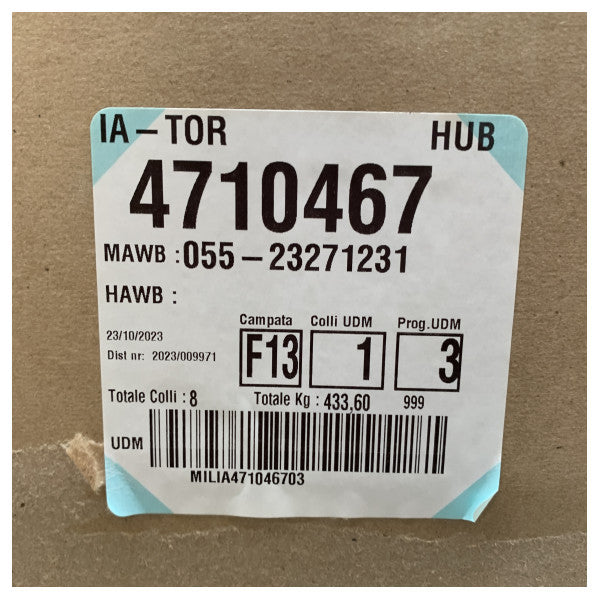 IA – TOR HUB
4710467
MAWB : 055 – 23271231
HAWB :
Campata Colli UDM Prog.UDM
23/10/2023
F13 1 3
Dist nr: 2023/009971
Totale Colli : 8 Totale Kg : 433,60 999
UDM
MILIA471046703